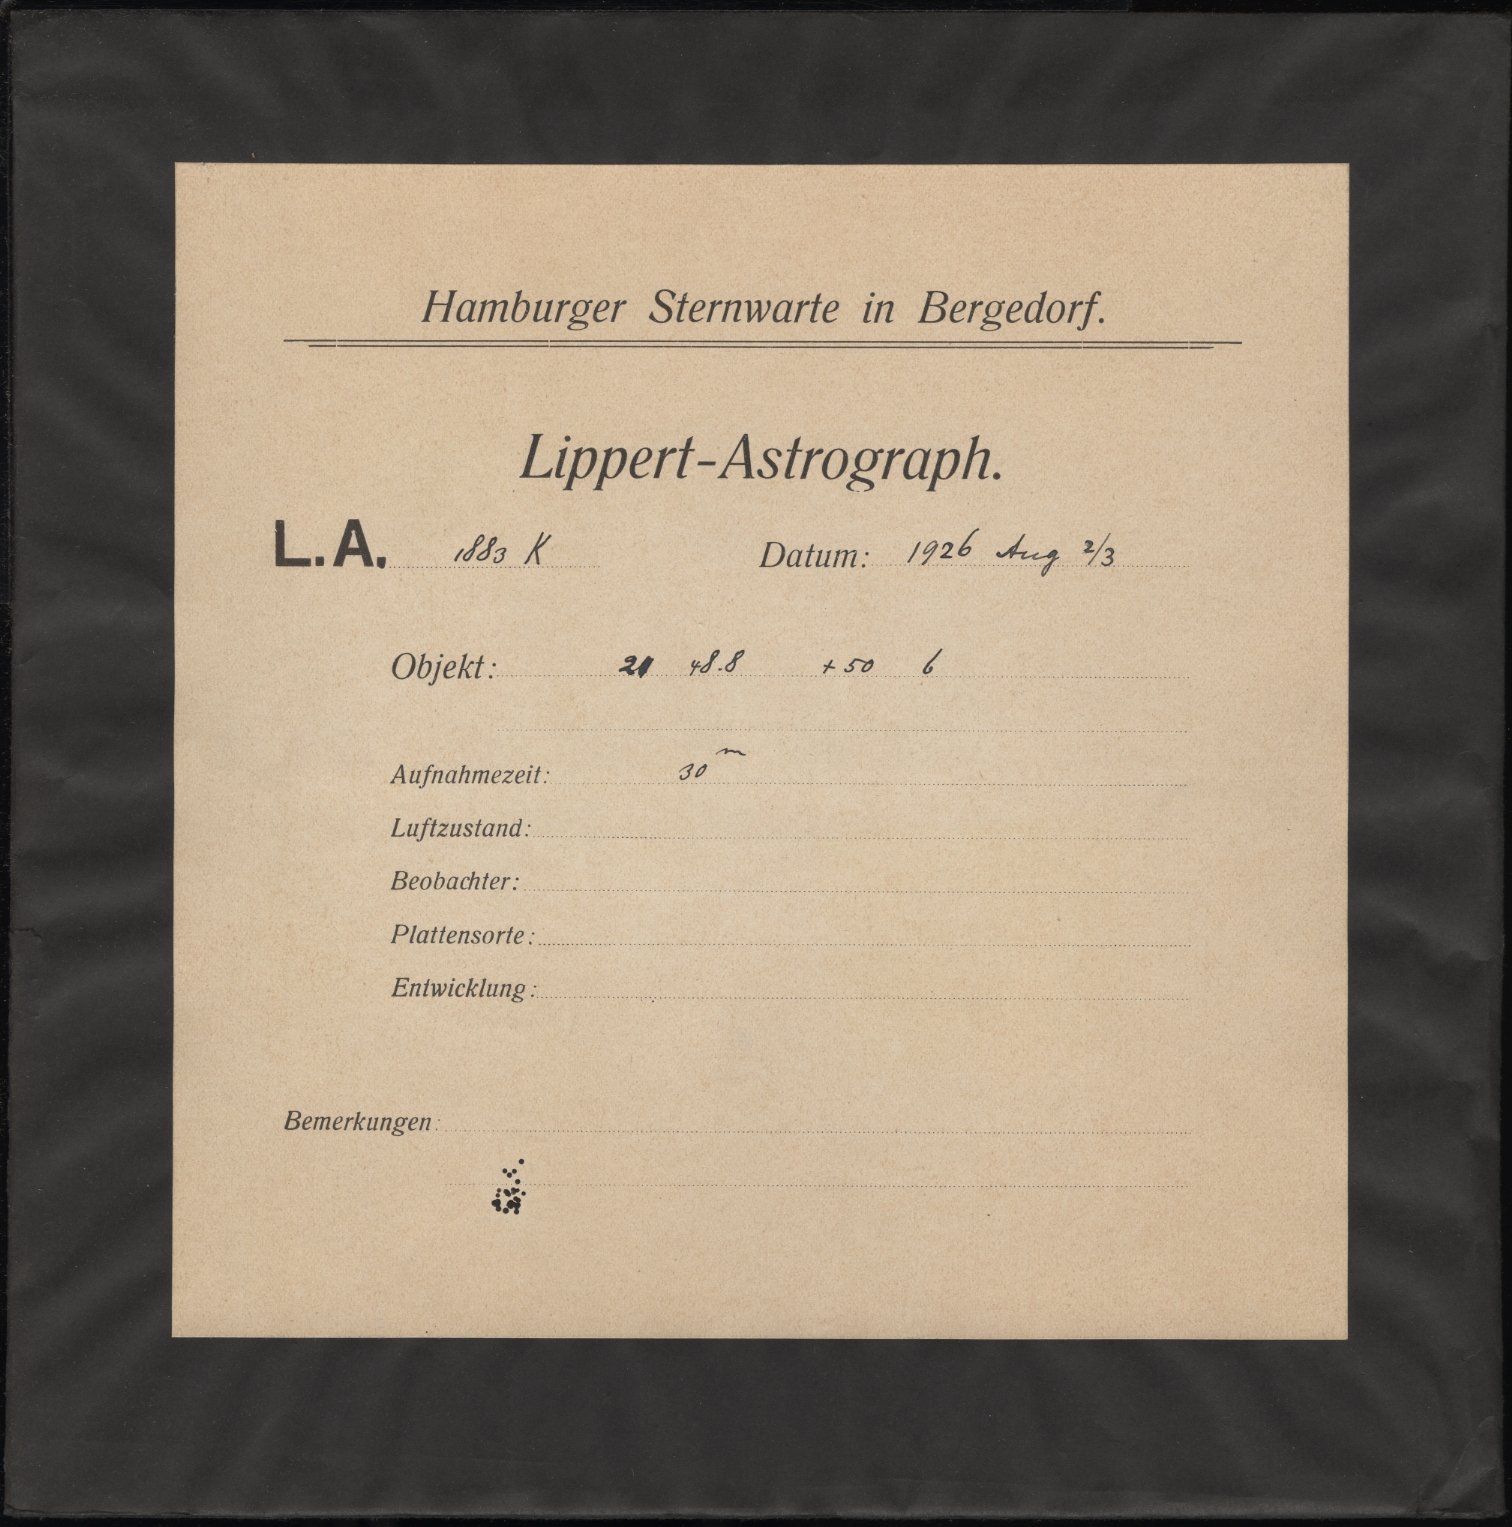 Hamburger Sternwarte in Bergedorf.
Lippert-Astrograph.
L.A. 1883 K Datum: 1926 Aug 2/3
Objekt: 21 48.8 +50 6
Aufnahmezeit: 30 m
Luftzustand:
Beobachter:
Plattensorte:
Entwicklung:
Bemerkungen: